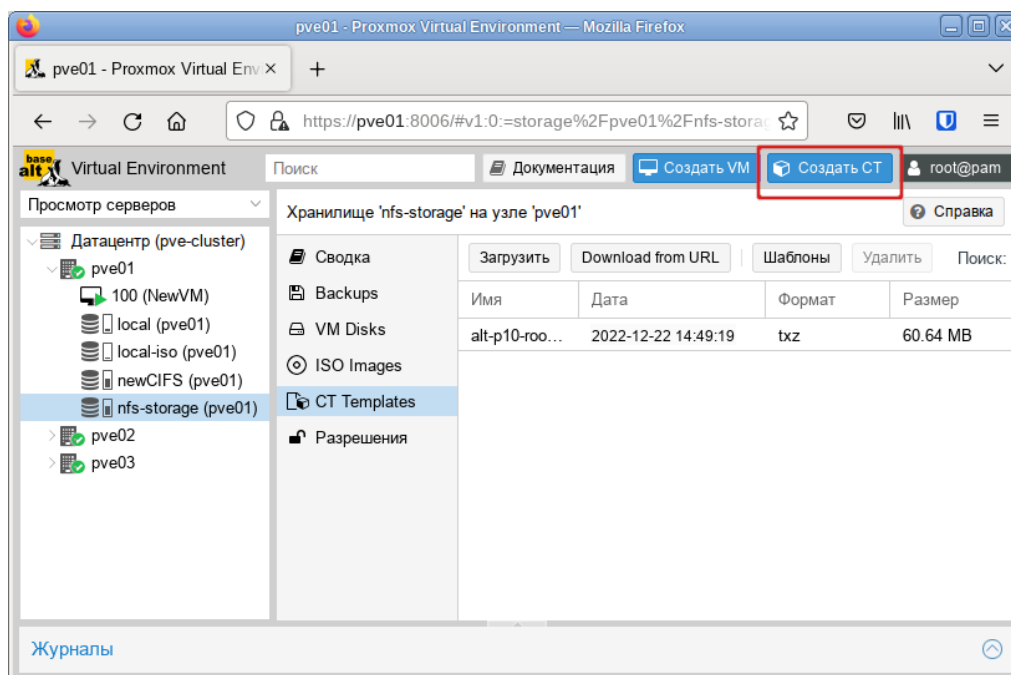 pve01 - Proxmox Virtual Environment — Mozilla Firefox
pve01 - Proxmox Virtual Env
https://pve01:8006/#v1:0:=storage%2Fpve01%2Fnfs-storag
base
alt Virtual Environment Поиск Документация Создать VM Создать CT root@pam
Просмотр серверов
Хранилище 'nfs-storage' на узле 'pve01' Справка
Датацентр (pve-cluster)
pve01
100 (NewVM)
local (pve01)
local-iso (pve01)
newCIFS (pve01)
nfs-storage (pve01)
pve02
pve03
Сводка
Backups
VM Disks
ISO Images
CT Templates
Разрешения
Загрузить Download from URL Шаблоны Удалить Поиск:
Имя Дата Формат Размер
alt-p10-roo... 2022-12-22 14:49:19 txz 60.64 MB
Журналы